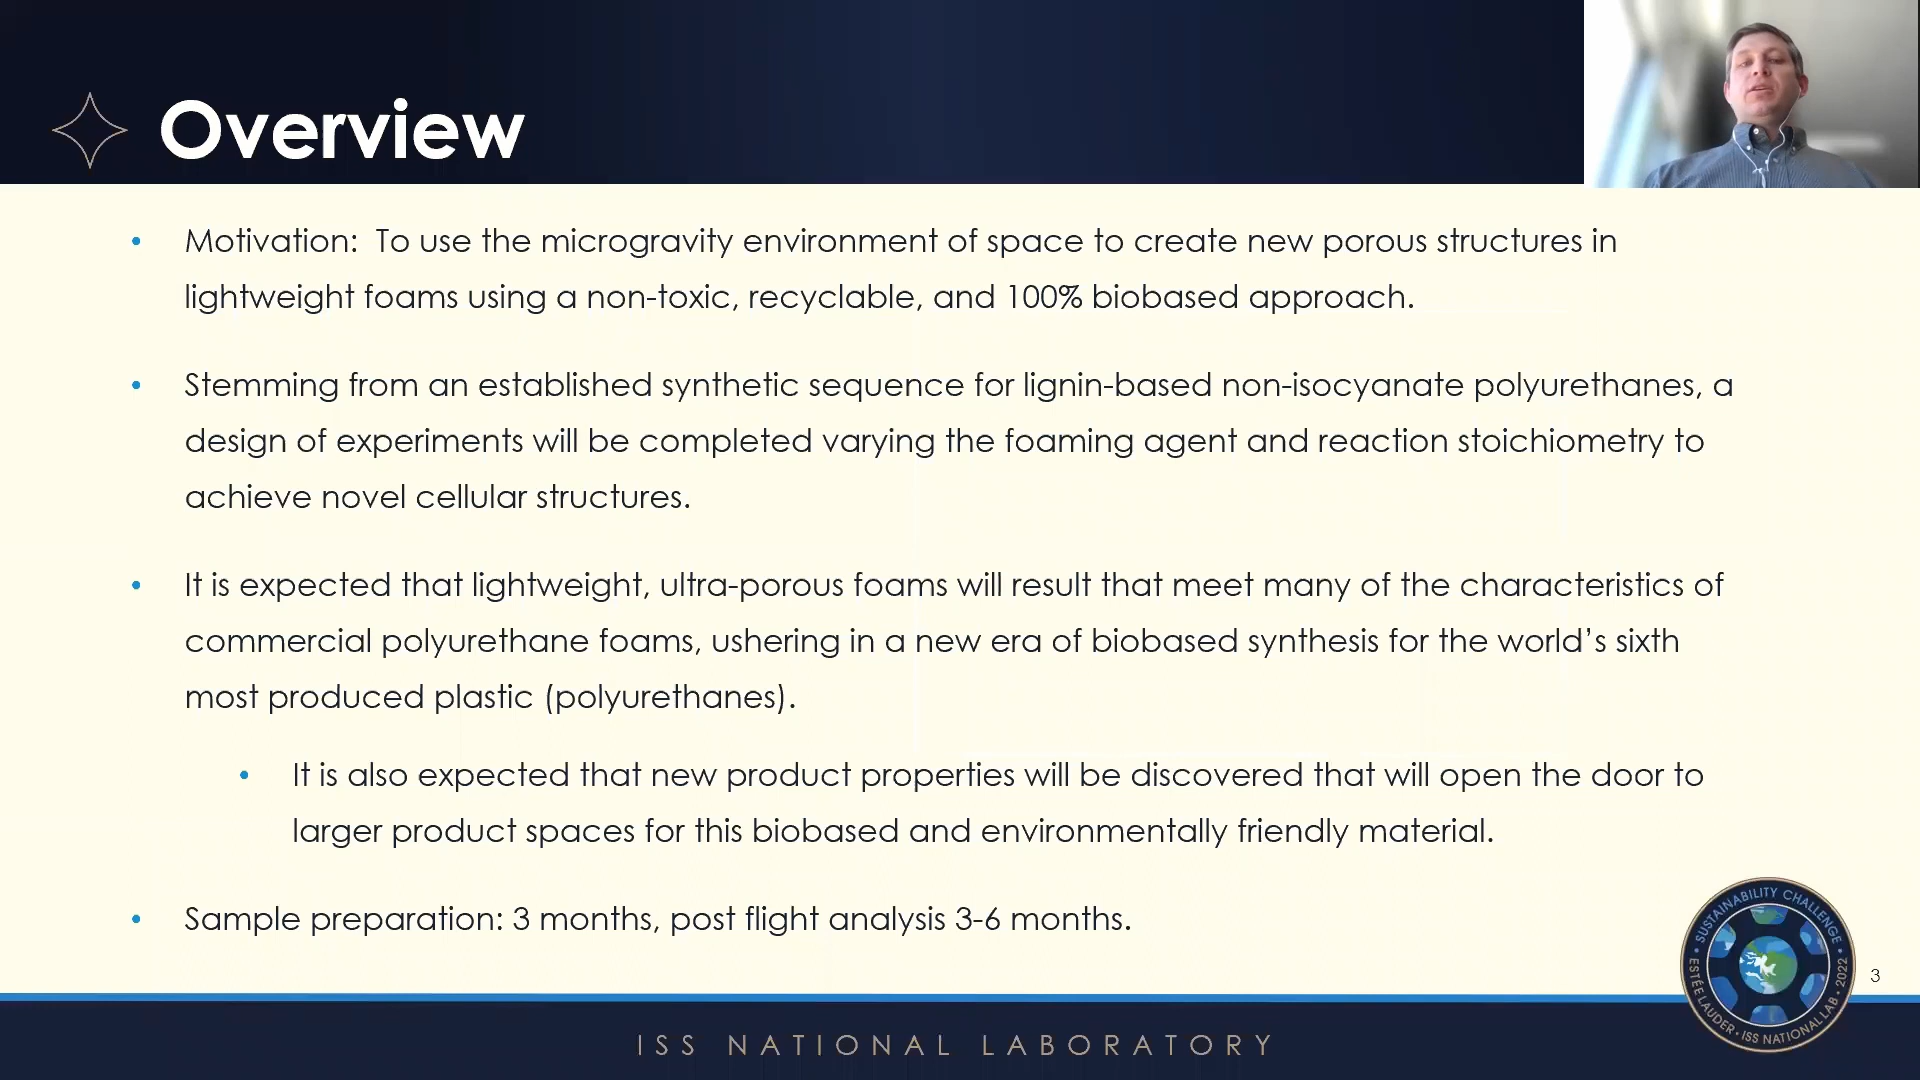 Overview
Motivation:  To use the microgravity environment of space to create new porous structures in
lightweight foams using a non-toxic, recyclable, and 100% biobased approach.
Stemming from an established synthetic sequence for lignin-based non-isocyanate polyurethanes, a
design of experiments will be completed varying the foaming agent and reaction stoichiometry to
achieve novel cellular structures.
It is expected that lightweight, ultra-porous foams will result that meet many of the characteristics of
commercial polyurethane foams, ushering in a new era of biobased synthesis for the world’s sixth
most produced plastic (polyurethanes).
It is also expected that new product properties will be discovered that will open the door to
larger product spaces for this biobased and environmentally friendly material.
Sample preparation: 3 months, post flight analysis 3-6 months.
SUSTAINABILITY CHALLENGE
ESTÉE LAUDER • ISS NATIONAL LAB • 2022
3
ISS NATIONAL LABORATORY